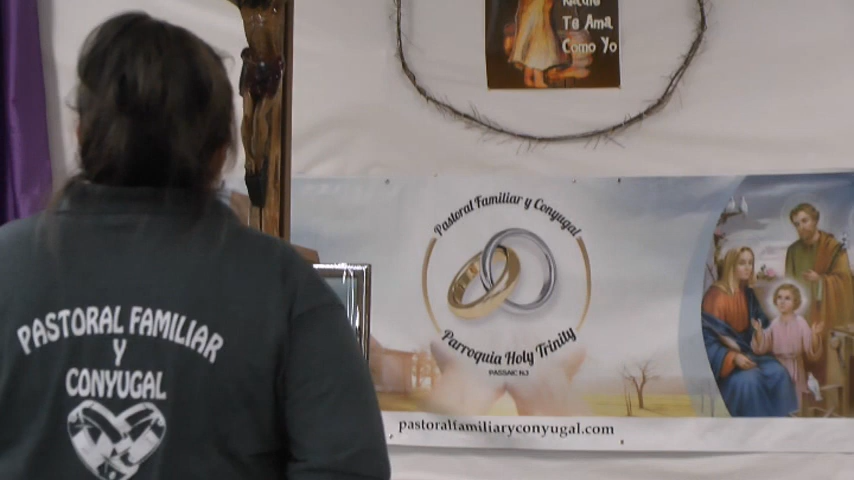 Te Ama
Como Yo
Pastoral Familiar y Conyugal
Parroquia Holy Trinity
PASSAIC NJ
pastoralfamiliaryconyugal.com
PASTORAL FAMILIAR
Y
CONYUGAL